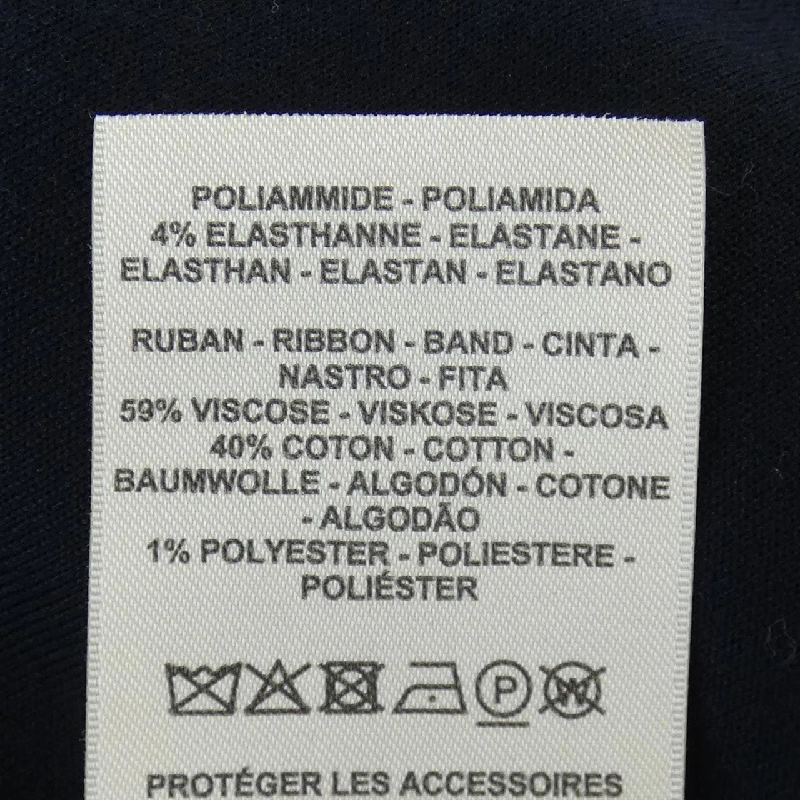 POLIAMMIDE - POLIAMIDA
4% ELASTHANNE - ELASTANE -
ELASTHAN - ELASTAN - ELASTANO
RUBAN - RIBBON - BAND - CINTA -
NASTRO - FITA
59% VISCOSE - VISKOSE - VISCOSA
40% COTON - COTTON -
BAUMWOLLE - ALGODÓN - COTONE
- ALGODÃO
1% POLYESTER - POLIESTERE -
POLIÉSTER
P W
PROTÉGER LES ACCESSOIRES